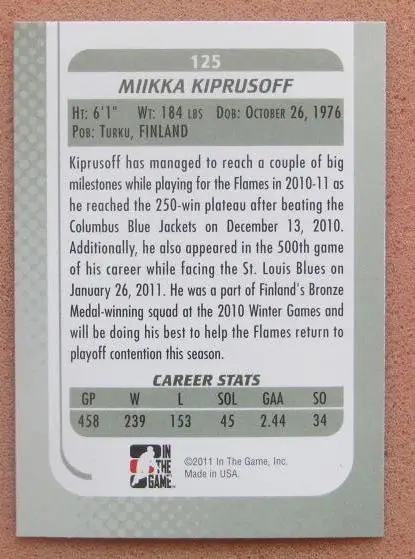 125
MIIKKA KIPRUSOFF
HT: 6'1" WT: 184 LBS DOB: OCTOBER 26, 1976
POB: TURKU, FINLAND
Kiprusoff has managed to reach a couple of big
milestones while playing for the Flames in 2010-11 as
he reached the 250-win plateau after beating the
Columbus Blue Jackets on December 13, 2010.
Additionally, he also appeared in the 500th game
of his career while facing the St. Louis Blues on
January 26, 2011. He was a part of Finland's Bronze
Medal-winning squad at the 2010 Winter Games and
will be doing his best to help the Flames return to
playoff contention this season.
CAREER STATS
GP W L SOL GAA SO
458 239 153 45 2.44 34
IN
THE
GAME™
©2011 In The Game, Inc.
Made in USA.